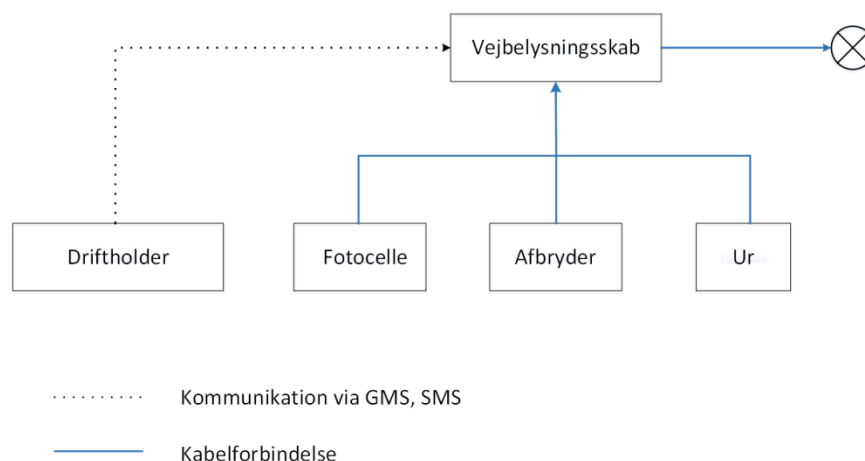 Vejbelysningsskab
Driftholder
Fotocelle
Afbryder
Ur
Kommunikation via GMS, SMS
Kabelforbindelse